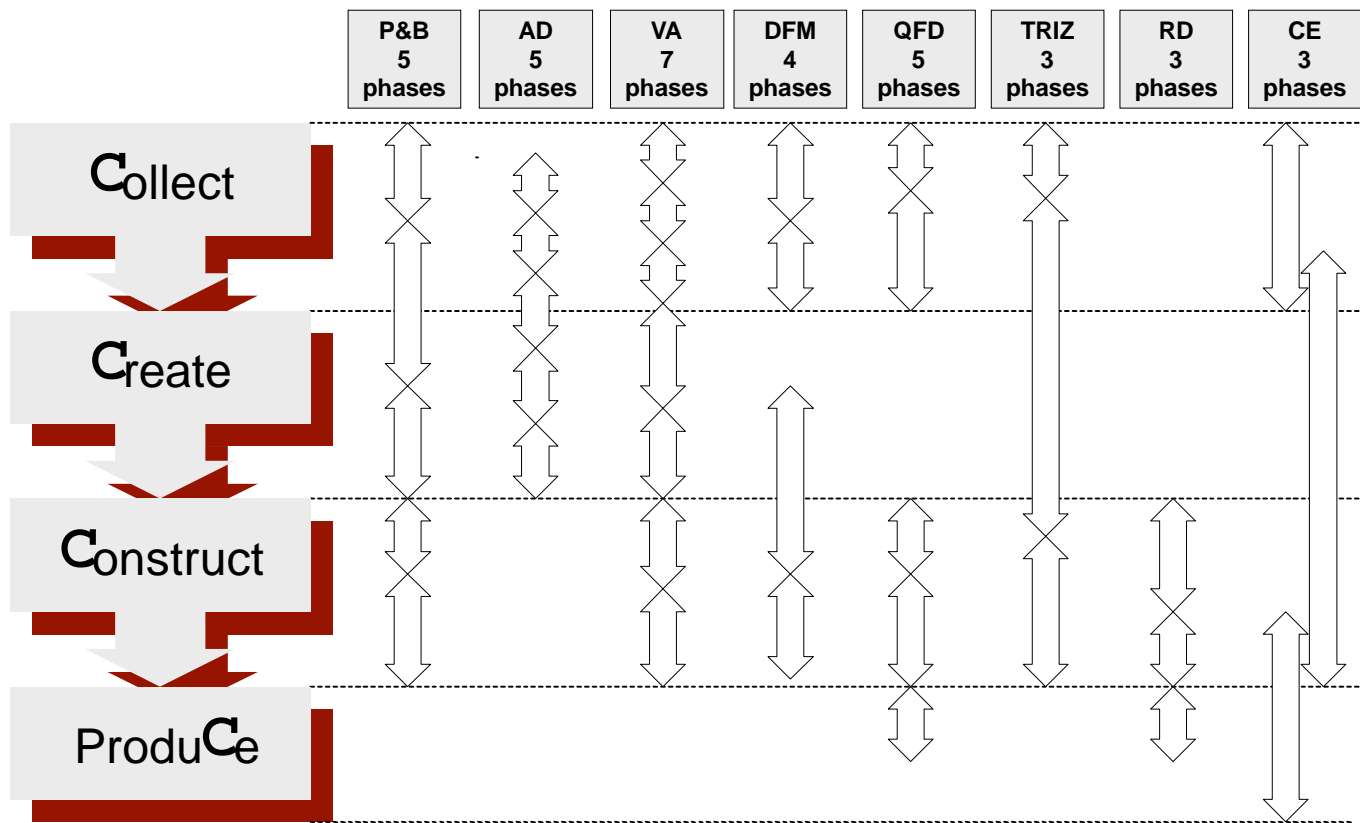 P&B
5
phases
AD
5
phases
VA
7
phases
DFM
4
phases
QFD
5
phases
TRIZ
3
phases
RD
3
phases
CE
3
phases
Collect
Create
Construct
ProduCe